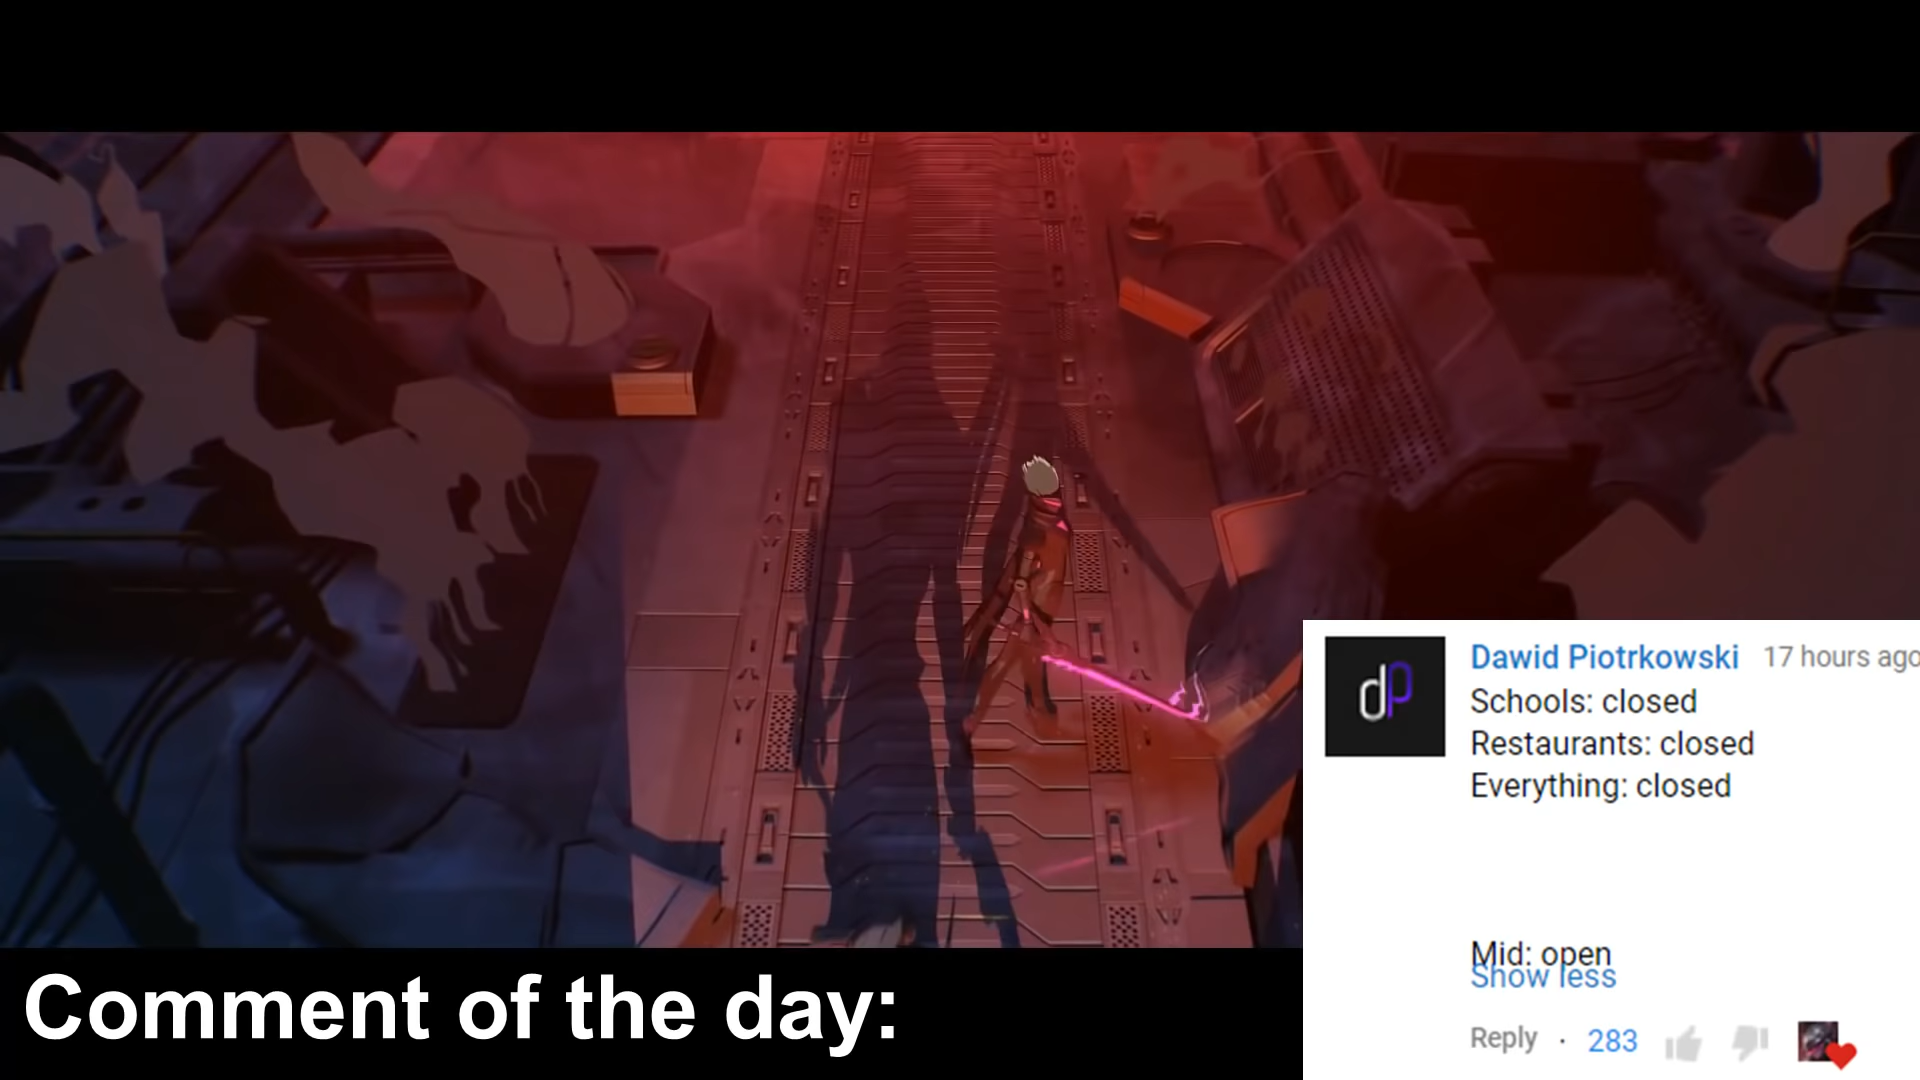 Dawid Piotrkowski 17 hours ago
Schools: closed
Restaurants: closed
Everything: closed
Mid: open
Show less
Reply · 283
Comment of the day:
dp